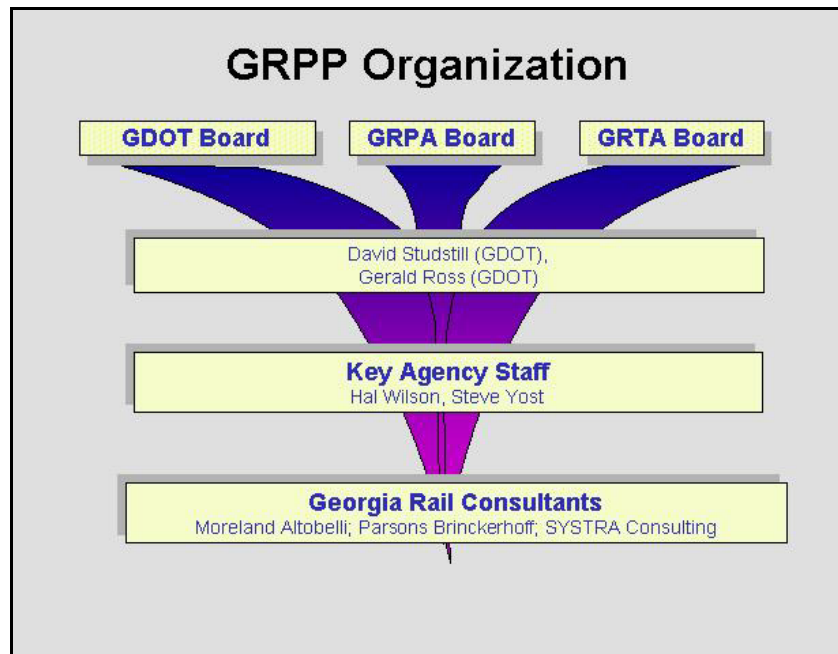 GRPP Organization
GDOT Board
GRPA Board
GRTA Board
David Studstill (GDOT),
Gerald Ross (GDOT)
Key Agency Staff
Hal Wilson, Steve Yost
Georgia Rail Consultants
Moreland Altobelli; Parsons Brinckerhoff; SYSTRA Consulting